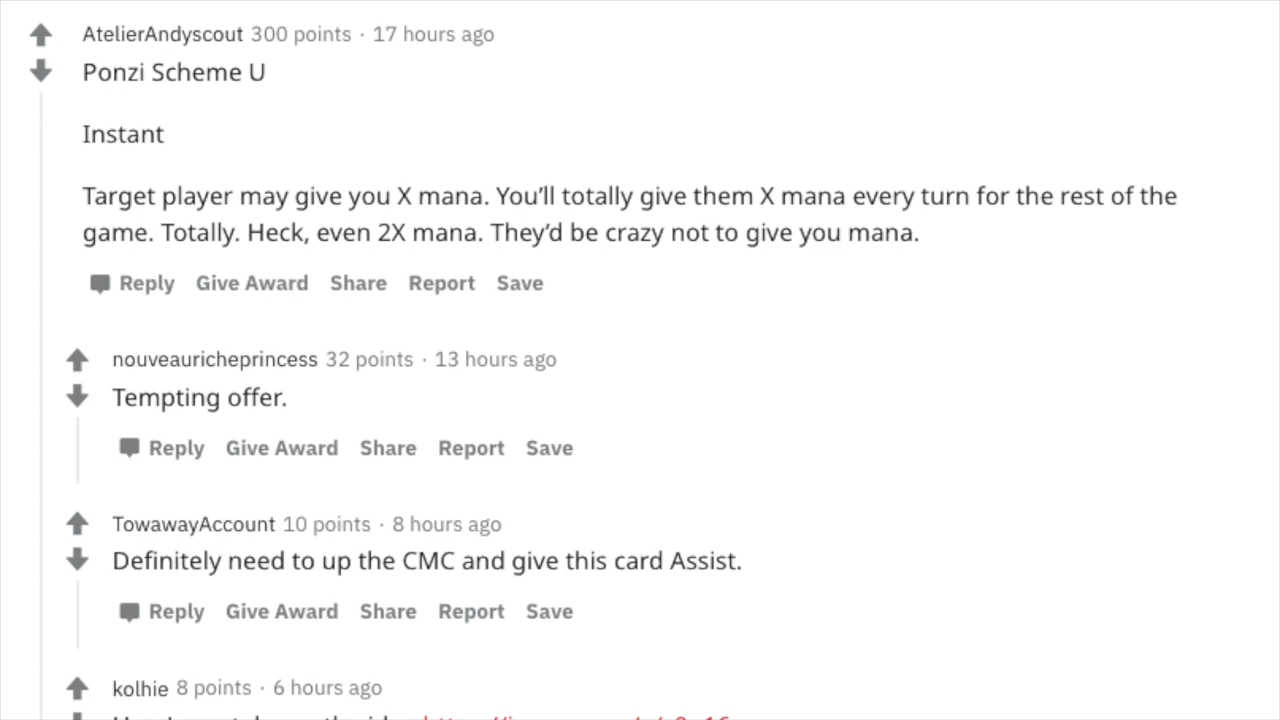 AtelierAndyscout 300 points · 17 hours ago
Ponzi Scheme U
Instant
Target player may give you X mana. You’ll totally give them X mana every turn for the rest of the
game. Totally. Heck, even 2X mana. They’d be crazy not to give you mana.
Reply Give Award Share Report Save
nouveauricheprincess 32 points · 13 hours ago
Tempting offer.
Reply Give Award Share Report Save
TowawayAccount 10 points · 8 hours ago
Definitely need to up the CMC and give this card Assist.
Reply Give Award Share Report Save
kolhie 8 points · 6 hours ago